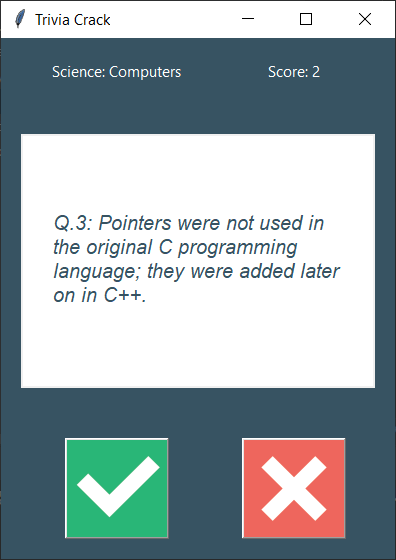 Trivia Crack
Science: Computers Score: 2
Q.3: Pointers were not used in
the original C programming
language; they were added later
on in C++.